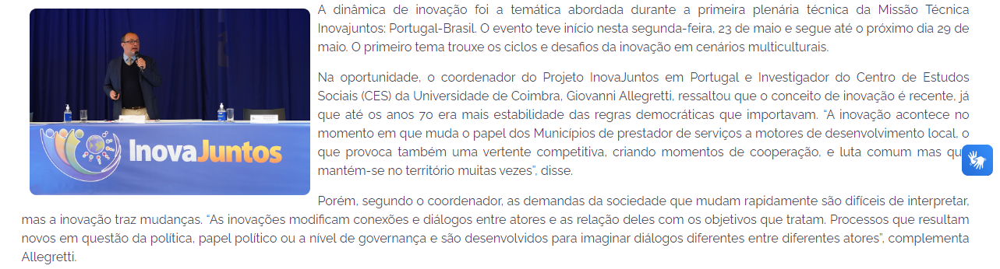 A dinâmica de inovação foi a temática abordada durante a primeira plenária técnica da Missão Técnica
Inovajuntos: Portugal-Brasil. O evento teve início nesta segunda-feira, 23 de maio e segue até o próximo dia 29 de
maio. O primeiro tema trouxe os ciclos e desafios da inovação em cenários multiculturais.
Na oportunidade, o coordenador do Projeto InovaJuntos em Portugal e Investigador do Centro de Estudos
Sociais (CES) da Universidade de Coimbra, Giovanni Allegretti, ressaltou que o conceito de inovação é recente, já
que até os anos 70 era mais estabilidade das regras democráticas que importavam. “A inovação acontece no
momento em que muda o papel dos Municípios de prestador de serviços a motores de desenvolvimento local, o
que provoca também uma vertente competitiva, criando momentos de cooperação, e luta comum mas qu
mantém-se no território muitas vezes”, disse.
Porém, segundo o coordenador, as demandas da sociedade que mudam rapidamente são difíceis de interpretar,
mas a inovação traz mudanças. “As inovações modificam conexões e diálogos entre atores e as relação deles com os objetivos que tratam. Processos que resultam
novos em questão da política, papel político ou a nível de governança e são desenvolvidos para imaginar diálogos diferentes entre diferentes atores”, complementa
Allegretti.
InovaJuntos